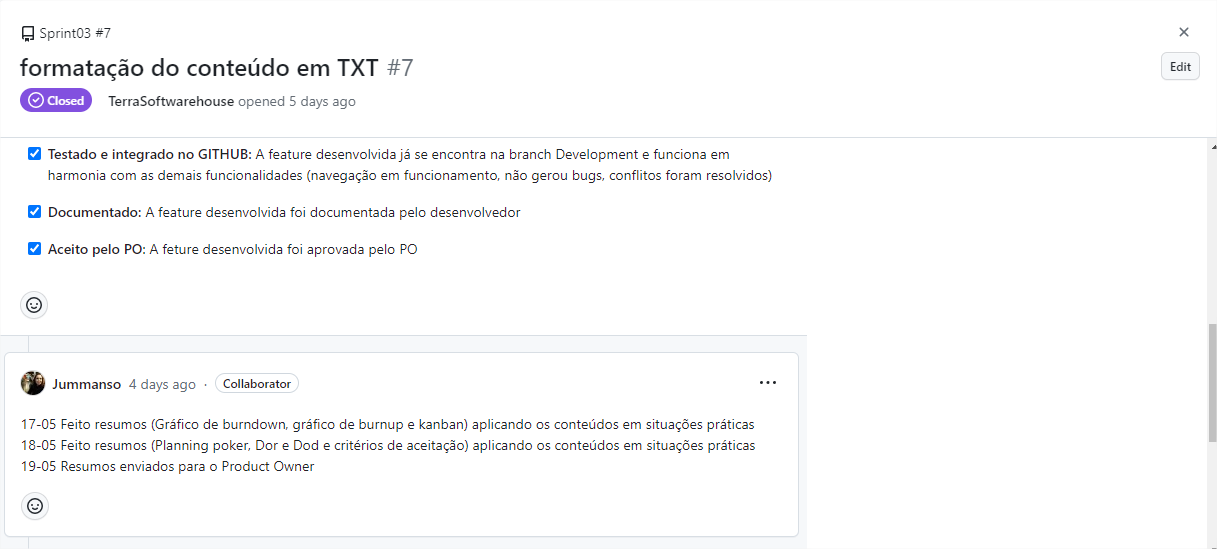 Sprint03 #7
formatação do conteúdo em TXT #7
Edit
Closed
TerraSoftwarehouse opened 5 days ago
Testado e integrado no GITHUB: A feature desenvolvida já se encontra na branch Development e funciona em
harmonia com as demais funcionalidades (navegação em funcionamento, não gerou bugs, conflitos foram resolvidos)
Documentado: A feature desenvolvida foi documentada pelo desenvolvedor
Aceito pelo PO: A feture desenvolvida foi aprovada pelo PO
Jummanso 4 days ago · Collaborator
17-05 Feito resumos (Gráfico de burndown, gráfico de burnup e kanban) aplicando os conteúdos em situações práticas
18-05 Feito resumos (Planning poker, Dor e Dod e critérios de aceitação) aplicando os conteúdos em situações práticas
19-05 Resumos enviados para o Product Owner